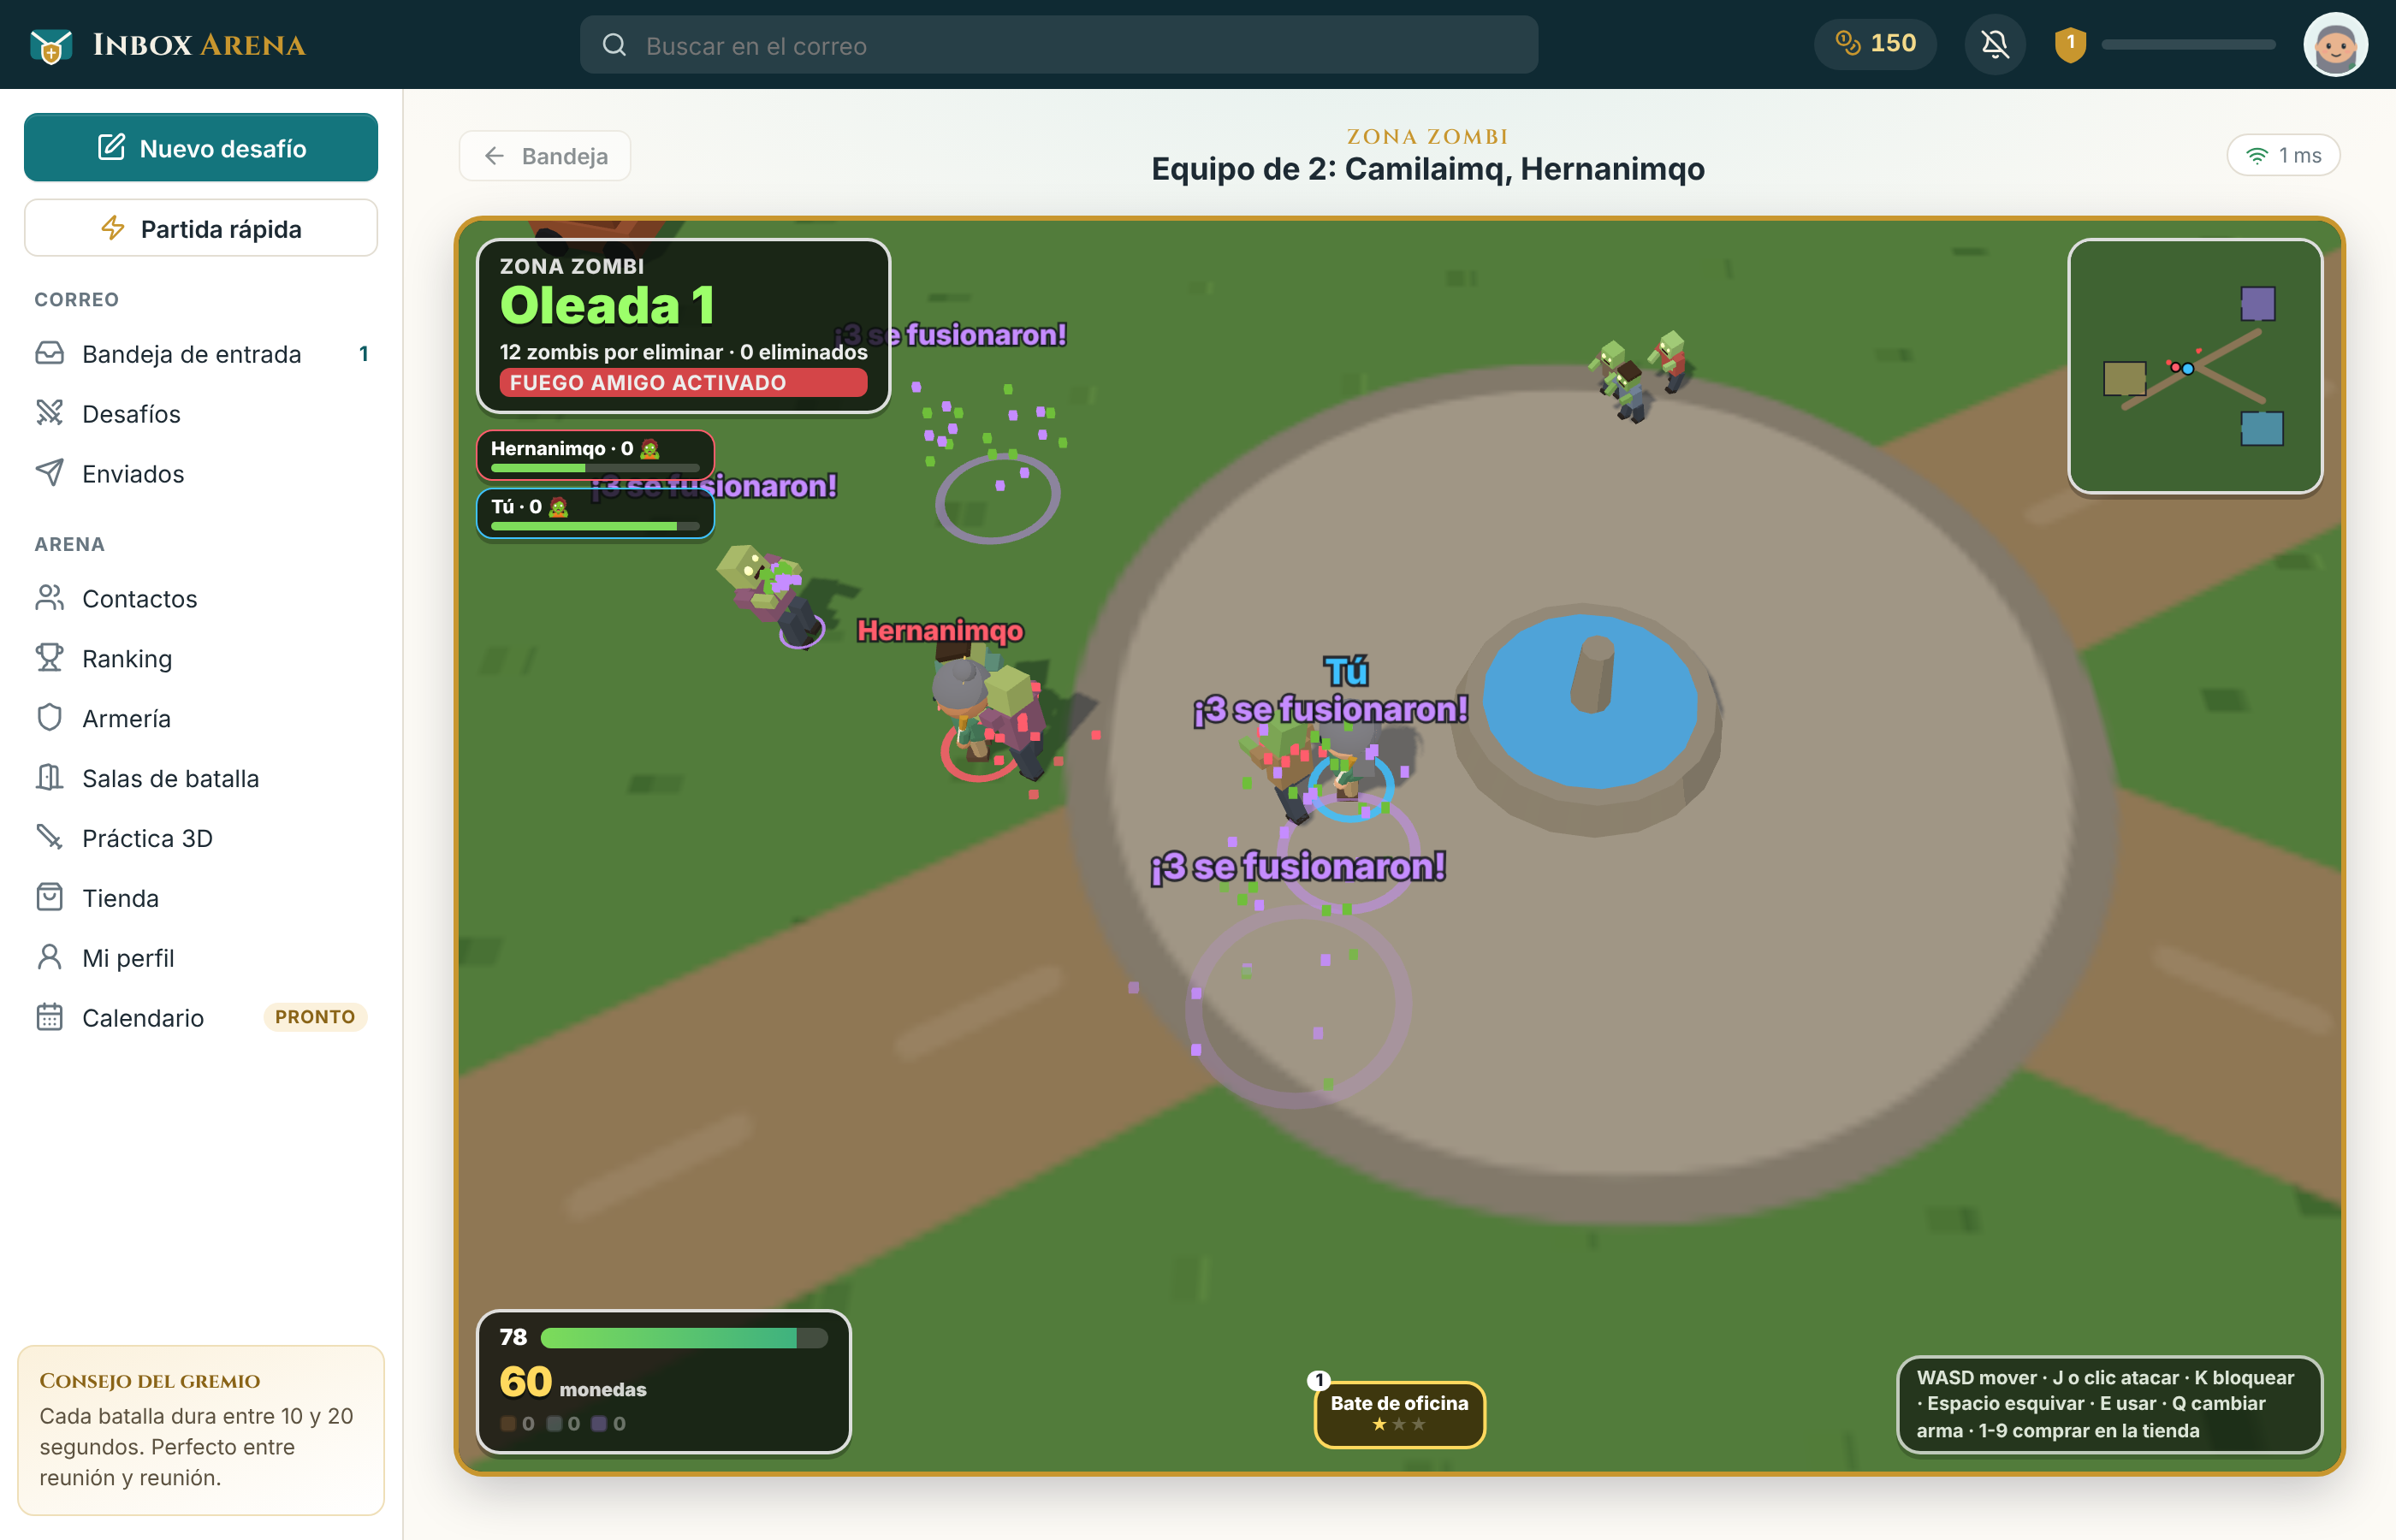 INBOX ARENA
Buscar en el correo
150
1
Nuevo desafío
Partida rápida
CORREO
Bandeja de entrada 1
Desafíos
Enviados
ARENA
Contactos
Ranking
Armería
Salas de batalla
Práctica 3D
Tienda
Mi perfil
Calendario PRONTO
CONSEJO DEL GREMIO
Cada batalla dura entre 10 y 20
segundos. Perfecto entre
reunión y reunión.
Bandeja
ZONA ZOMBI
Equipo de 2: Camilaimq, Hernanimqo
1 ms
ZONA ZOMBI
Oleada 1
12 zombis por eliminar · 0 eliminados
FUEGO AMIGO ACTIVADO
¡3 se fusionaron!
Hernanimqo · 0
¡3 se fusionaron!
Tú · 0
Hernanimqo
Tú
¡3 se fusionaron!
¡3 se fusionaron!
78
60 monedas
0 0 0
1
Bate de oficina
WASD mover · J o clic atacar · K bloquear
· Espacio esquivar · E usar · Q cambiar
arma · 1-9 comprar en la tienda